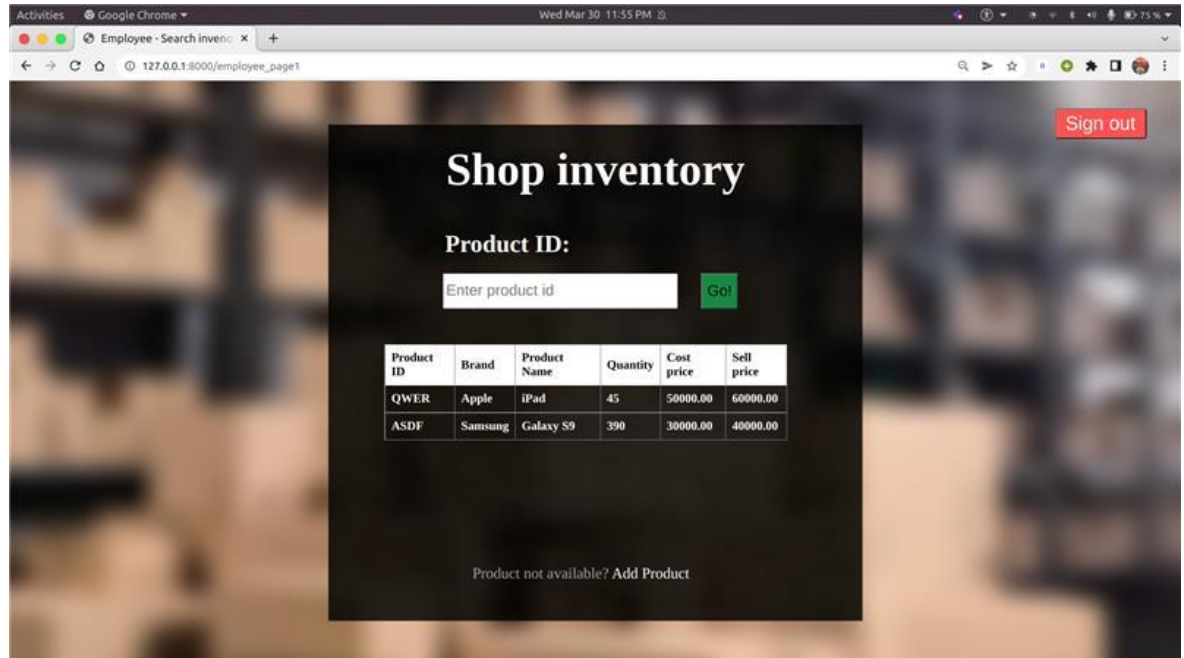 Activities Google Chrome Wed Mar 30 11:55 PM 75 %
Employee - Search inven
127.0.0.1:8000/employee_page1
Sign out
Shop inventory
Product ID:
Enter product id Go!
Product ID Brand Product Name Quantity Cost price Sell price
QWER Apple iPad 45 50000.00 60000.00
ASDF Samsung Galaxy S9 390 30000.00 40000.00
Product not available? Add Product